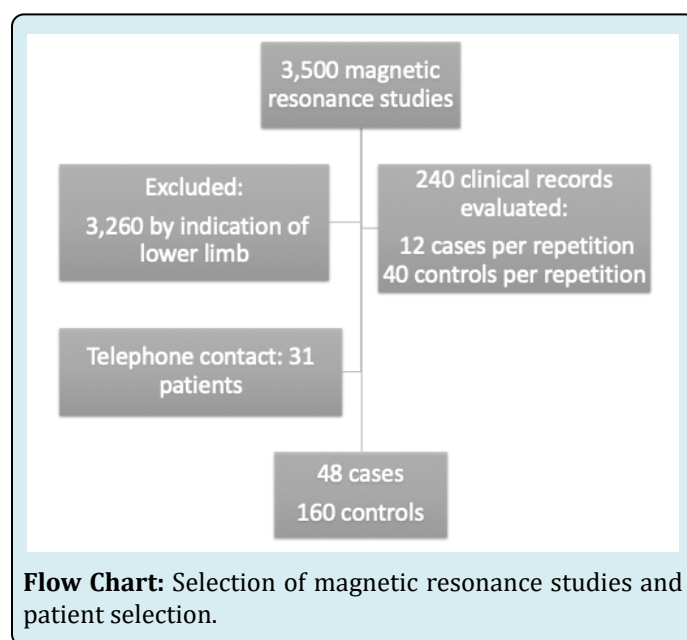 3,500 magnetic
resonance studies
Excluded:
3,260 by indication of
lower limb
240 clinical records
evaluated:
12 cases per repetition
40 controls per repetition
Telephone contact: 31
patients
48 cases
160 controls
Flow Chart: Selection of magnetic resonance studies and
patient selection.